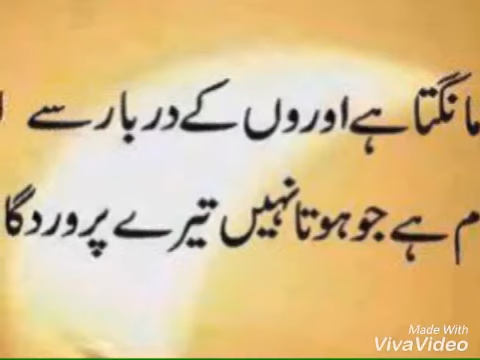 مانگتا ہے اوروں کے دربار سے
م ہے جو ہوتا نہیں تیرے پروردگا
Made With
VivaVideo